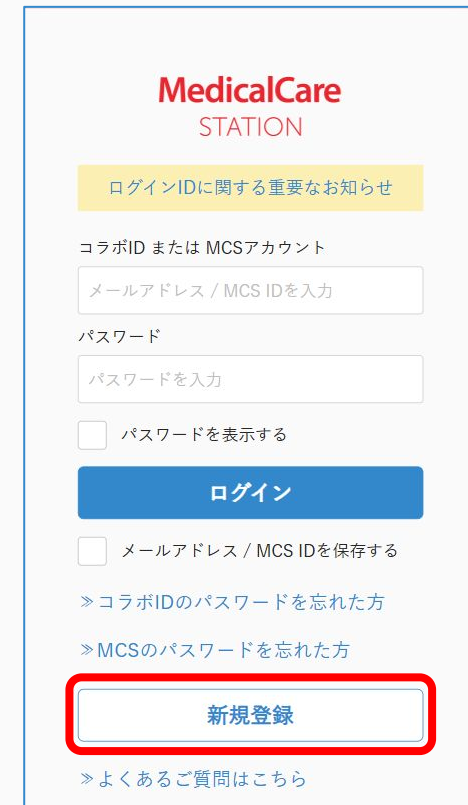 MedicalCare
STATION
ログインIDに関する重要なお知らせ
コラボID または MCSアカウント
メールアドレス / MCS IDを入力
パスワード
パスワードを入力
パスワードを表示する
ログイン
メールアドレス / MCS IDを保存する
≫コラボIDのパスワードを忘れた方
≫MCSのパスワードを忘れた方
新規登録
≫よくあるご質問はこちら